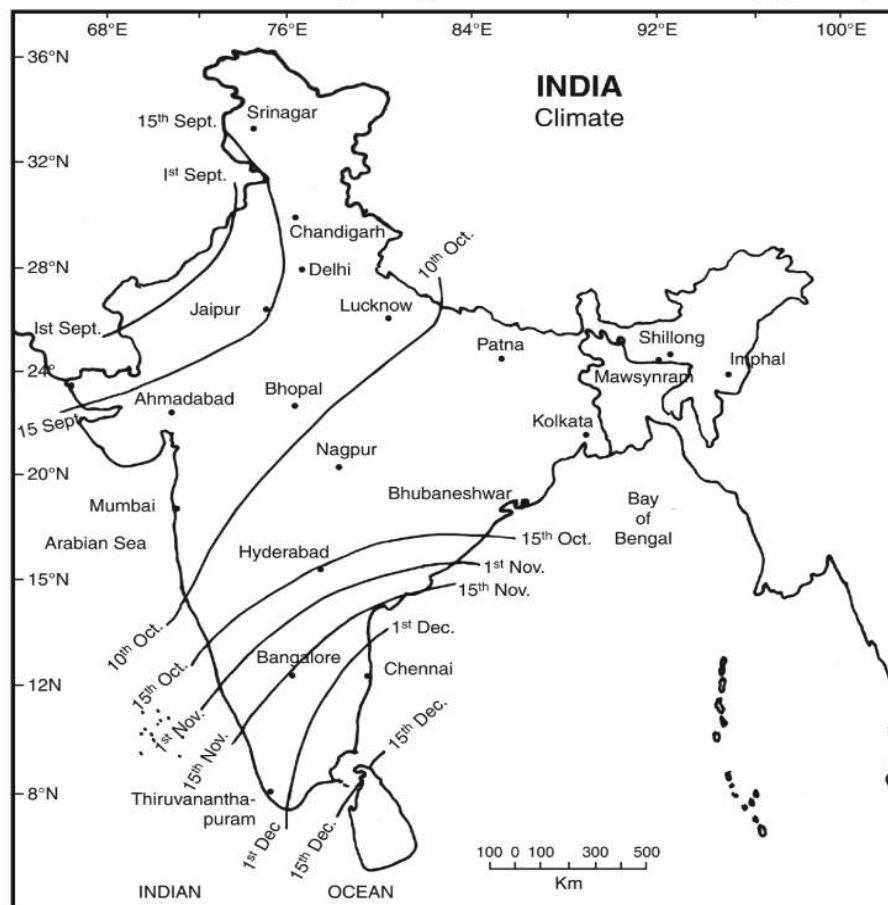 68°E 76°E 84°E 92°E 100°E
36°N
INDIA
Climate
15th Sept.
Srinagar
32°N
Ist Sept.
Chandigarh
10th Oct.
28°N
Delhi
Jaipur
Lucknow
Ist Sept.
Patna
Shillong
24°N
Mawsynram
Imphal
15 Sept.
Ahmadabad
Bhopal
Kolkata
Nagpur
20°N
Bhubaneshwar
Mumbai
Bay
of
Bengal
Arabian Sea
Hyderabad
15th Oct.
15°N
1st Nov.
15th Nov.
10th Oct.
1st Dec.
15th Oct.
Bangalore
Chennai
12°N
1st Nov.
15th Nov.
15th Dec.
8°N
Thiruvanantha-
puram
1st Dec
15th Dec.
100 0 100 300 500
Km
INDIAN OCEAN